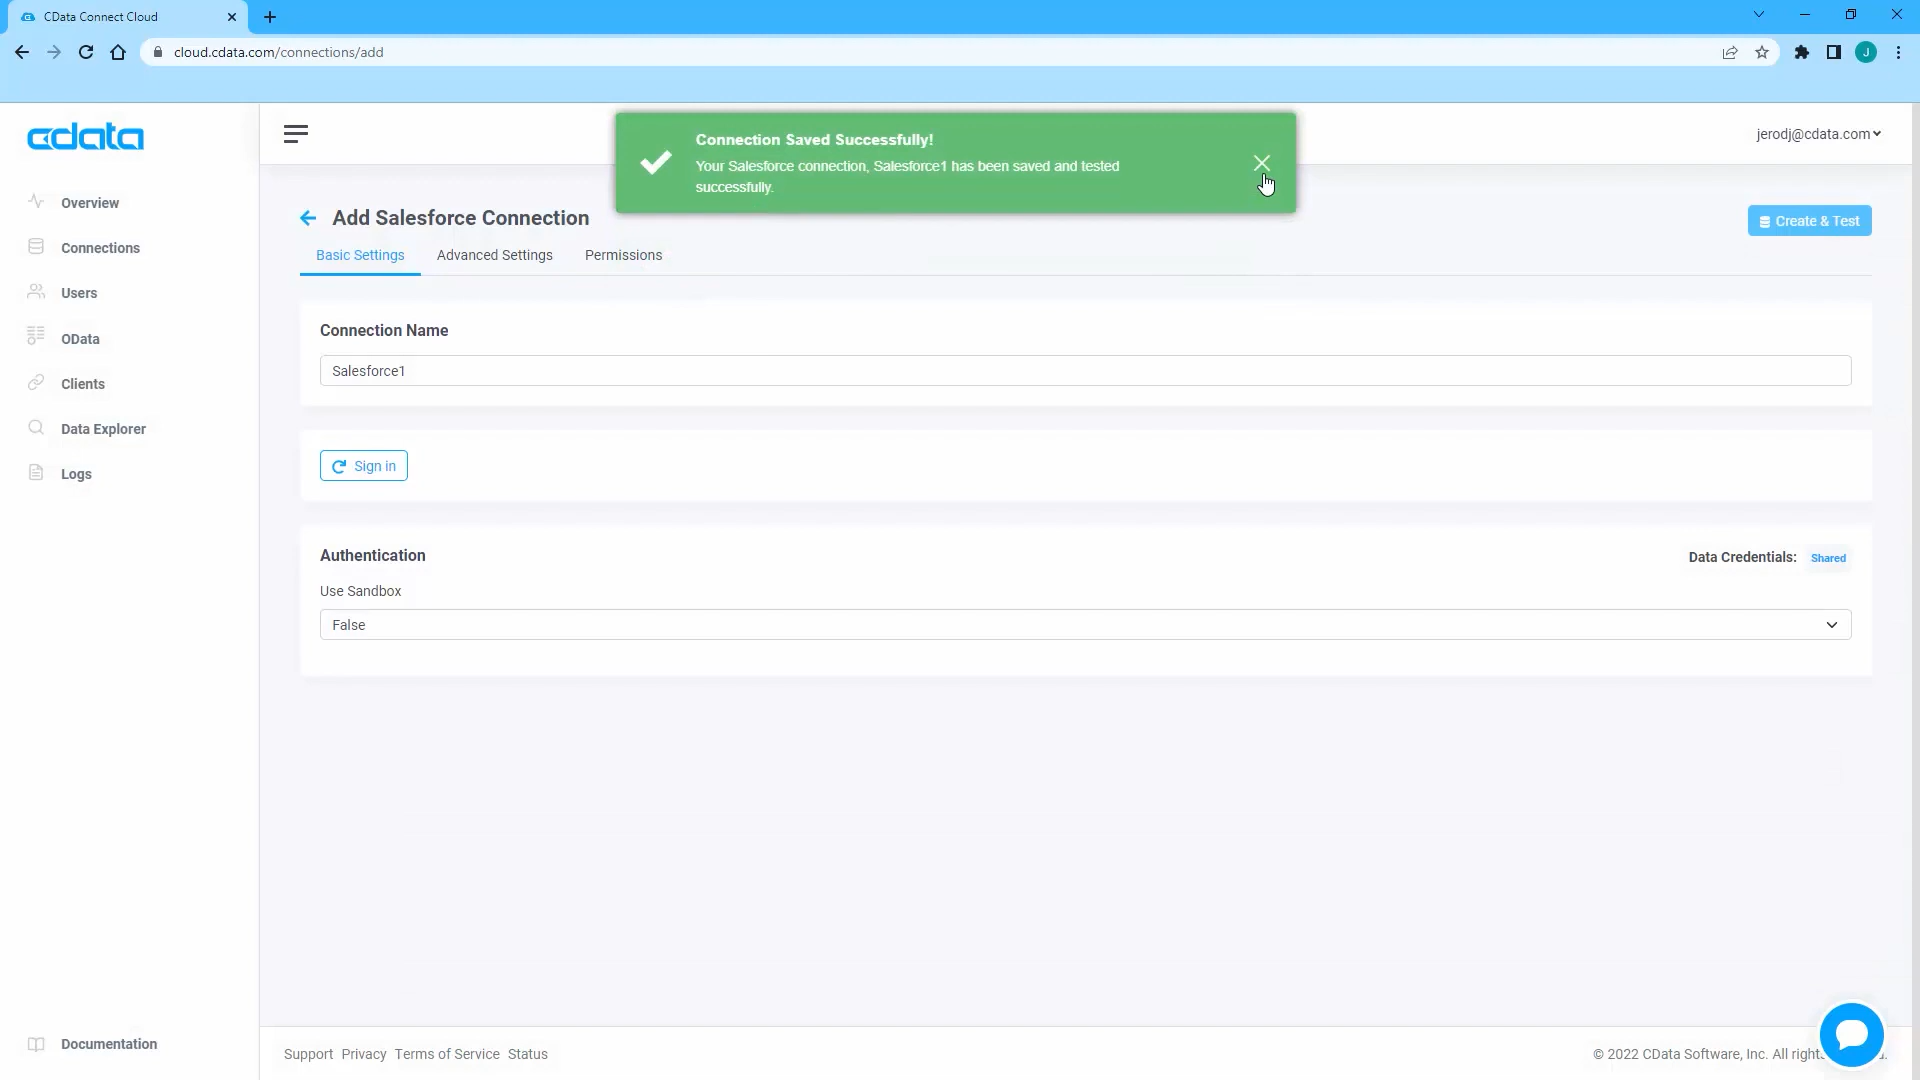 CData Connect Cloud
cloud.cdata.com/connections/add
cdata
Connection Saved Successfully!
Your Salesforce connection, Salesforce1 has been saved and tested
successfully.
jerodj@cdata.com
J
Overview
Connections
Users
OData
Clients
Data Explorer
Logs
Documentation
Add Salesforce Connection
Create & Test
Basic Settings Advanced Settings Permissions
Connection Name
Salesforce1
Sign in
Authentication
Data Credentials: Shared
Use Sandbox
False
Support Privacy Terms of Service Status
© 2022 CData Software, Inc. All rights